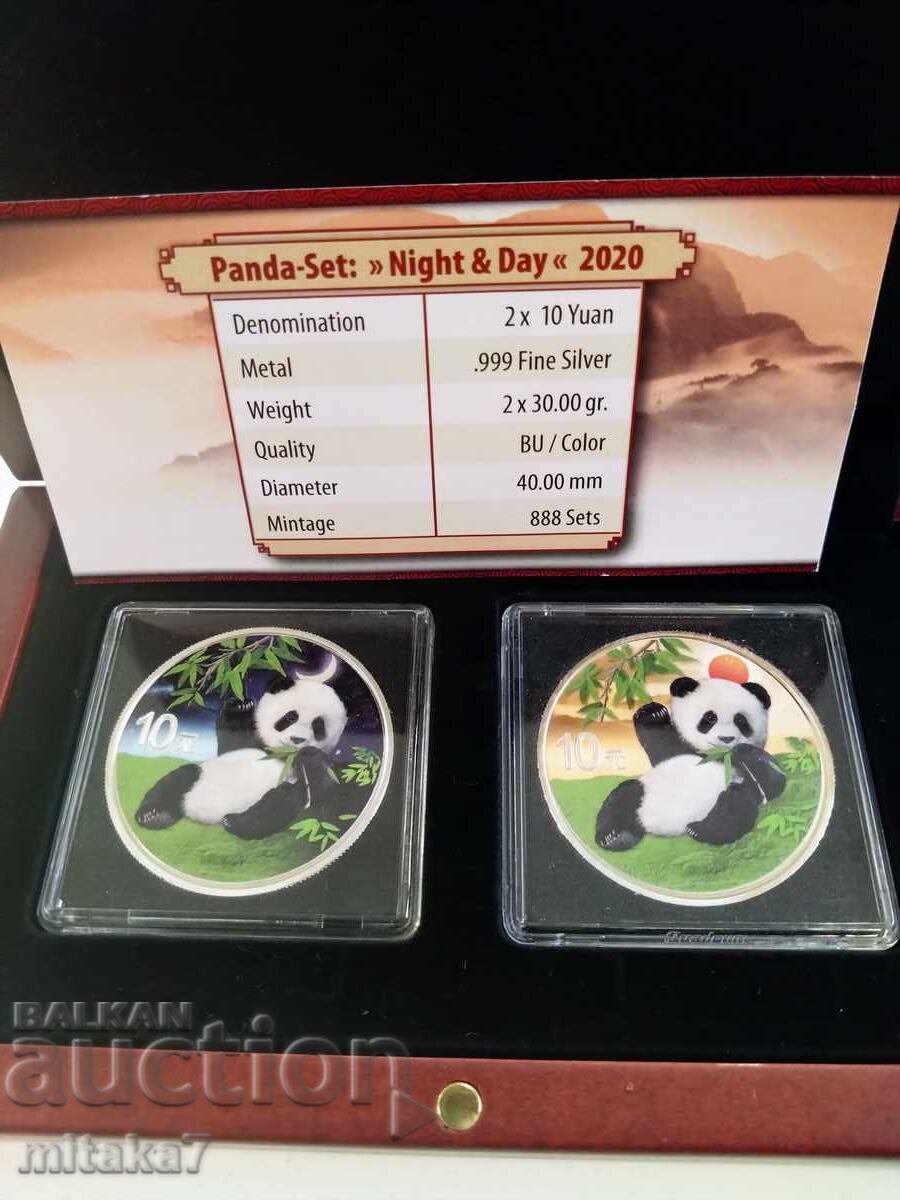 Panda-Set: » Night & Day « 2020
Denomination 2 x 10 Yuan
Metal .999 Fine Silver
Weight 2 x 30.00 gr.
Quality BU / Color
Diameter 40.00 mm
Mintage 888 Sets
10元
10元
BALKAN
auction
mitaka7